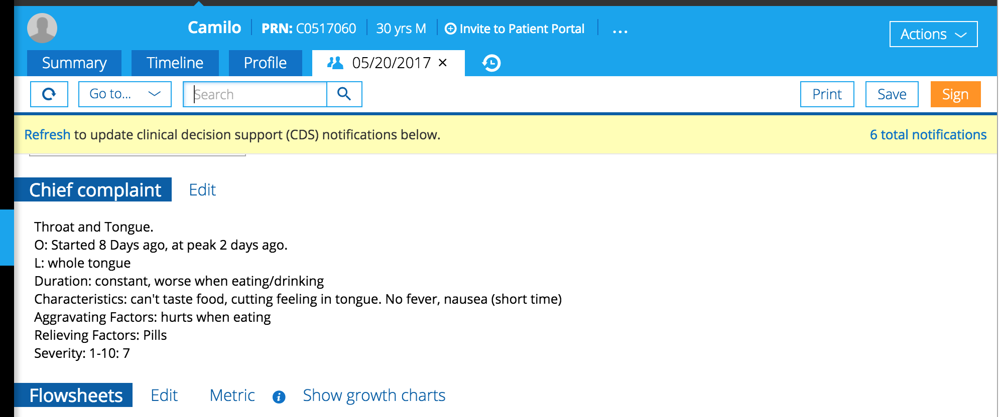 Camilo PRN: C0517060 30 yrs M Invite to Patient Portal ...
Actions
Summary Timeline Profile 05/20/2017 ×
Go to... Search Print Save Sign
Refresh to update clinical decision support (CDS) notifications below. 6 total notifications
Chief complaint Edit
Throat and Tongue.
O: Started 8 Days ago, at peak 2 days ago.
L: whole tongue
Duration: constant, worse when eating/drinking
Characteristics: can't taste food, cutting feeling in tongue. No fever, nausea (short time)
Aggravating Factors: hurts when eating
Relieving Factors: Pills
Severity: 1-10: 7
Flowsheets Edit Metric i Show growth charts